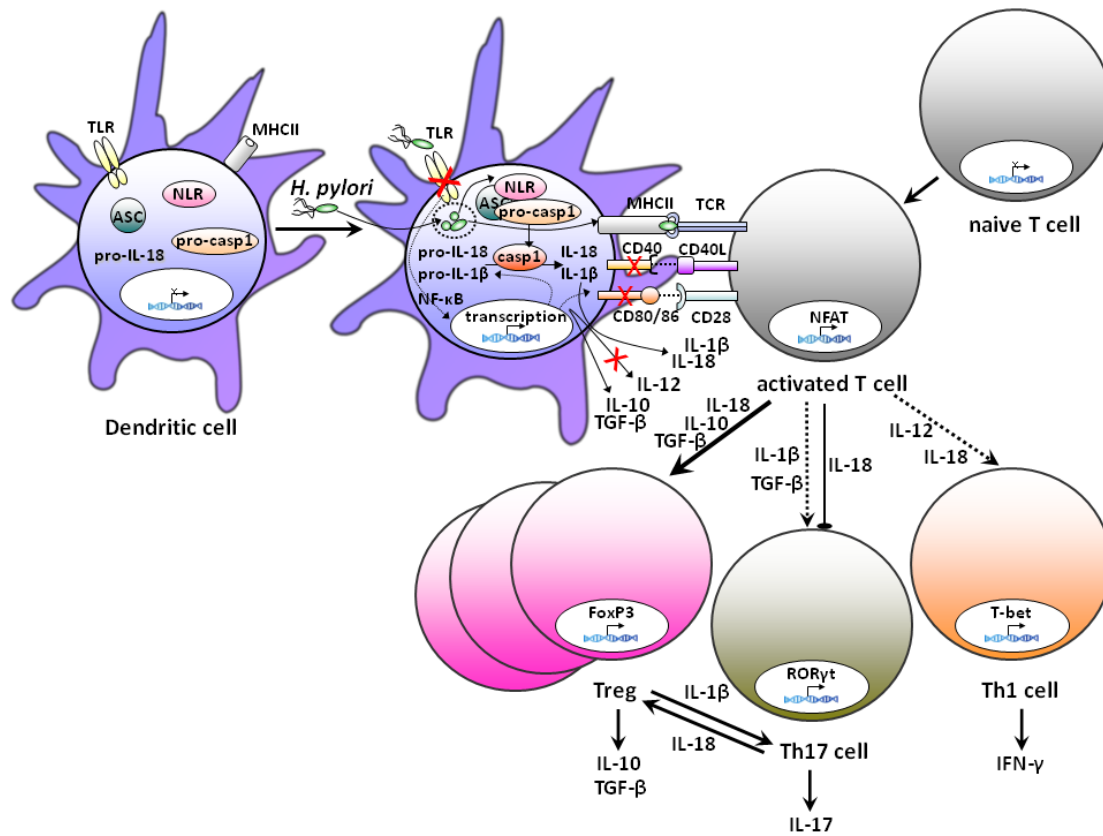 TLR
MHCII
NLR
ASC
pro-casp1
pro-IL-18
Dendritic cell
H. pylori
TLR
NLR
ASC
pro-casp1
pro-IL-18
casp1
IL-18
pro-IL-1β
IL-1β
NF-κB
transcription
MHCII
TCR
CD40
CD40L
CD80/86
CD28
IL-1β
IL-18
IL-12
IL-10
TGF-β
naive T cell
NFAT
activated T cell
IL-18
IL-10
TGF-β
IL-1β
TGF-β
IL-18
IL-12
IL-18
FoxP3
RORγt
T-bet
Treg
IL-1β
IL-18
Th17 cell
Th1 cell
IL-10
TGF-β
IL-17
IFN-γ